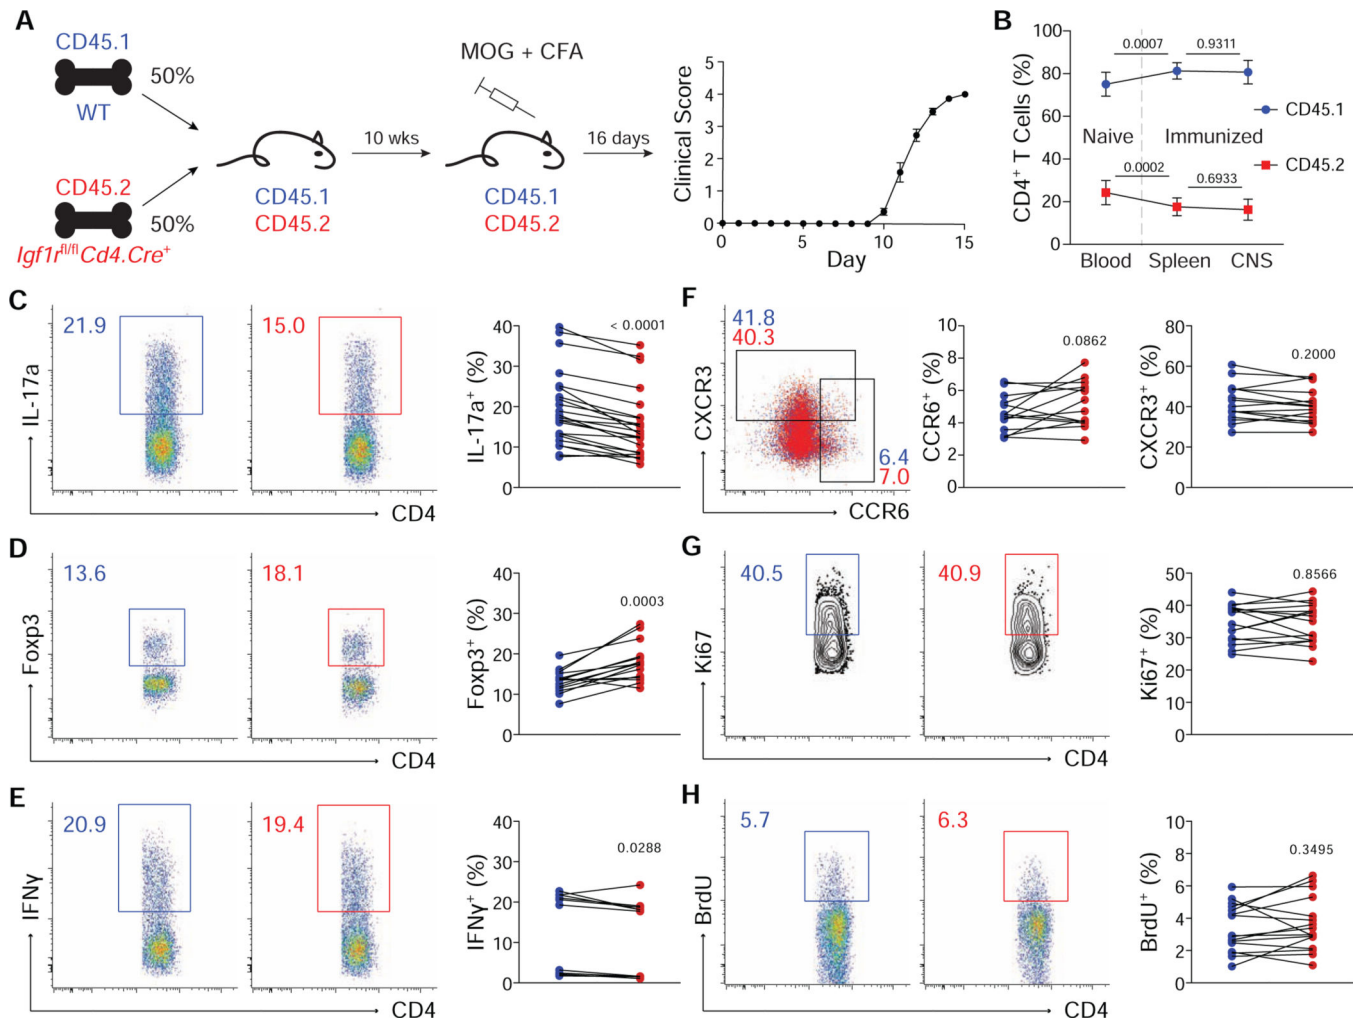 A
CD45.1
50%
WT
CD45.2
50%
Igf1r^fl/fl Cd4.Cre⁺
CD45.1
CD45.2
10 wks
MOG + CFA
CD45.1
CD45.2
16 days
Clinical Score
5
4
3
2
1
0
0 5 10 15
Day
B
CD4⁺ T Cells (%)
100
80
60
40
20
0
0.0007 0.9311
Naive Immunized
0.0002 0.6933
Blood Spleen CNS
CD45.1
CD45.2
C
IL-17a
21.9
15.0
CD4
IL-17a⁺ (%)
40
30
20
10
0
< 0.0001
F
CXCR3
41.8
40.3
6.4
7.0
CCR6
CCR6⁺ (%)
8
6
4
2
0
0.0862
CXCR3⁺ (%)
80
60
40
20
0
0.2000
D
Foxp3
13.6
18.1
CD4
Foxp3⁺ (%)
40
30
20
10
0
0.0003
G
Ki67
40.5
40.9
CD4
Ki67⁺ (%)
50
40
30
20
10
0
0.8566
E
IFNγ
20.9
19.4
CD4
IFNγ⁺ (%)
40
30
20
10
0
0.0288
H
BrdU
5.7
6.3
CD4
BrdU⁺ (%)
10
8
6
4
2
0
0.3495